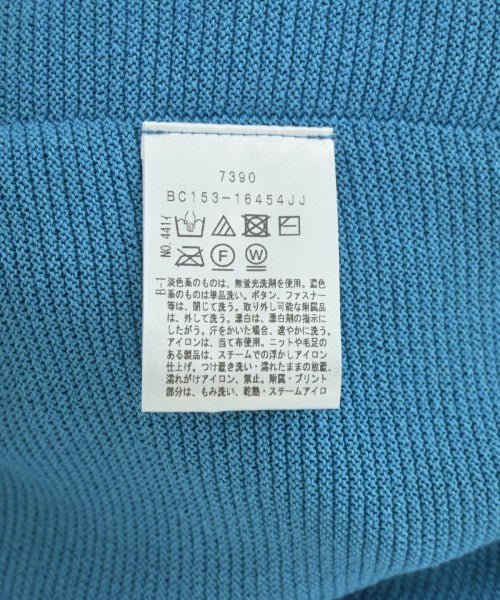 7390
BC153-16454JJ
NO.441イ
F
W
B-1
淡色系のものは、無蛍光洗剤を使用。濃色
系のものは単品洗い。ボタン、ファスナー
等は、閉じて洗う。取り外し可能な附属品
は、外して洗う。漂白は、漂白剤の指示に
したがう。汗をかいた場合、速やかに洗う。
アイロンは、当て布使用。ニットや毛足の
ある製品は、スチームでの浮かしアイロン
仕上げ。つけ置き洗い・濡れたままの放置、
濡れがけアイロン、禁止。附属・プリント
部分は、もみ洗い、乾燥・スチームアイロ